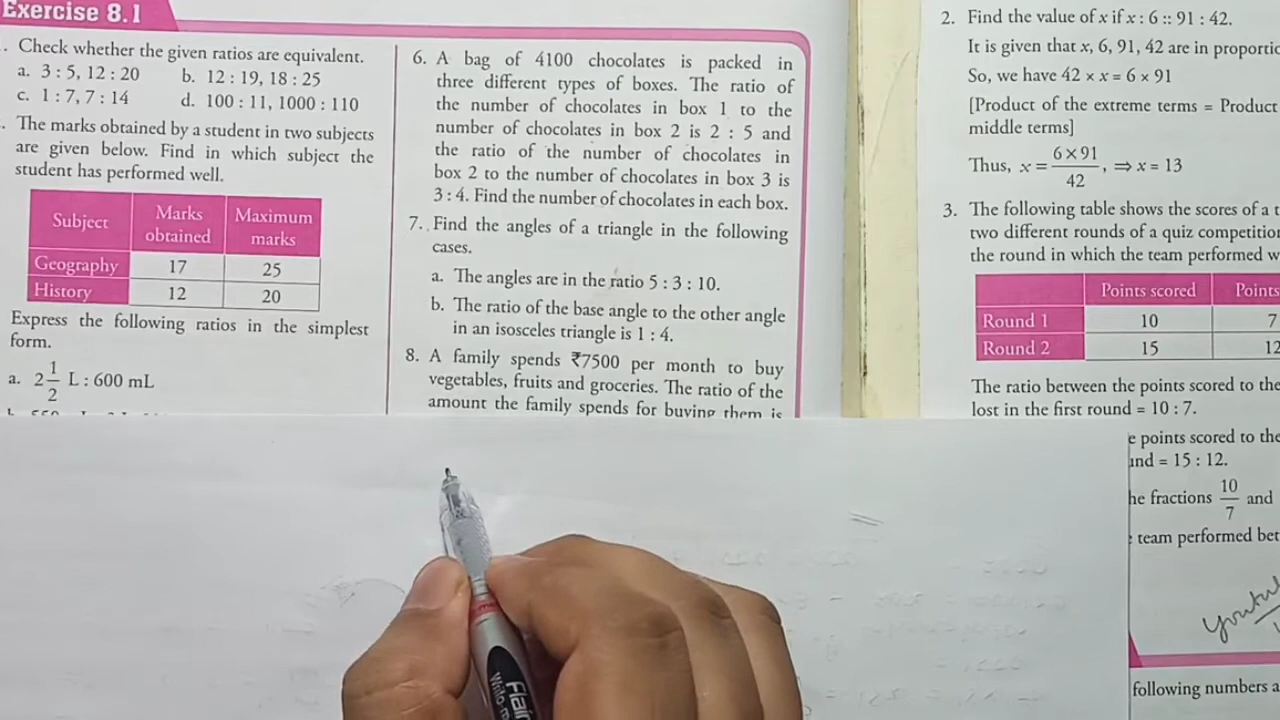 Exercise 8.1
. Check whether the given ratios are equivalent.
a. 3 : 5, 12 : 20 b. 12 : 19, 18 : 25
c. 1 : 7, 7 : 14 d. 100 : 11, 1000 : 110
. The marks obtained by a student in two subjects
are given below. Find in which subject the
student has performed well.
Subject Marks obtained Maximum marks
Geography 17 25
History 12 20
Express the following ratios in the simplest
form.
a. 2 1/2 L : 600 mL
6. A bag of 4100 chocolates is packed in
three different types of boxes. The ratio of
the number of chocolates in box 1 to the
number of chocolates in box 2 is 2 : 5 and
the ratio of the number of chocolates in
box 2 to the number of chocolates in box 3 is
3 : 4. Find the number of chocolates in each box.
7. Find the angles of a triangle in the following
cases.
a. The angles are in the ratio 5 : 3 : 10.
b. The ratio of the base angle to the other angle
in an isosceles triangle is 1 : 4.
8. A family spends ₹7500 per month to buy
vegetables, fruits and groceries. The ratio of the
amount the family spends for buying them is
2. Find the value of x if x : 6 :: 91 : 42.
It is given that x, 6, 91, 42 are in proportio
So, we have 42 × x = 6 × 91
[Product of the extreme terms = Product
middle terms]
Thus, x = 6 × 91/42, ⇒ x = 13
3. The following table shows the scores of a t
two different rounds of a quiz competition
the round in which the team performed w
Points scored Points
Round 1 10 7
Round 2 15 12
The ratio between the points scored to the
lost in the first round = 10 : 7.
e points scored to the
und = 15 : 12.
he fractions 10/7 and
team performed bet
following numbers a
Flair